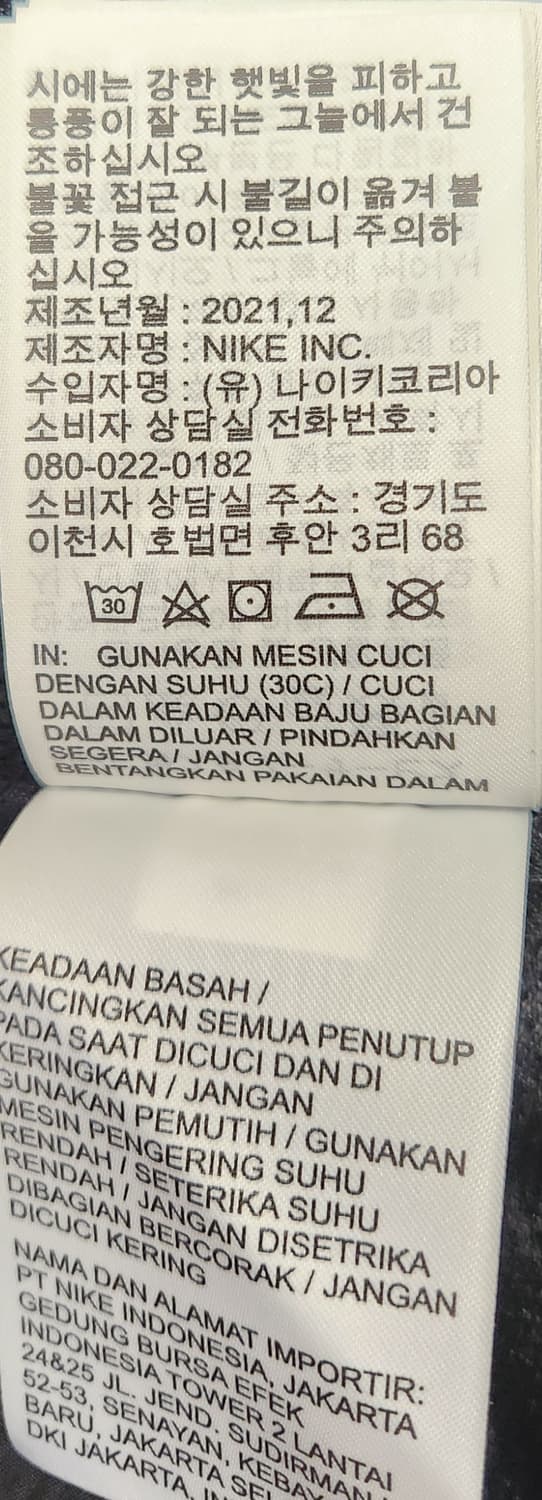 시에는 강한 햇빛을 피하고
통풍이 잘 되는 그늘에서 건
조하십시오
불꽃 접근 시 불길이 옮겨 붙
을 가능성이 있으니 주의하
십시오
제조년월 : 2021,12
제조자명 : NIKE INC.
수입자명 : (유) 나이키코리아
소비자 상담실 전화번호 :
080-022-0182
소비자 상담실 주소 : 경기도
이천시 호법면 후안 3리 68
30
IN: GUNAKAN MESIN CUCI
DENGAN SUHU (30C) / CUCI
DALAM KEADAAN BAJU BAGIAN
DALAM DILUAR / PINDAHKAN
SEGERA / JANGAN
BENTANGKAN PAKAIAN DALAM
KEADAAN BASAH /
KANCINGKAN SEMUA PENUTUP
PADA SAAT DICUCI DAN DI
KERINGKAN / JANGAN
GUNAKAN PEMUTIH / GUNAKAN
MESIN PENGERING SUHU
RENDAH / SETERIKA SUHU
RENDAH / JANGAN DISETRIKA
DIBAGIAN BERCORAK / JANGAN
DICUCI KERING
NAMA DAN ALAMAT IMPORTIR:
PT NIKE INDONESIA, JAKARTA
GEDUNG BURSA EFEK
INDONESIA TOWER 2 LANTAI
24&25 JL. JEND. SUDIRMAN
52-53, SENAYAN, KEBAY
BARU, JAKARTA SEL
DKI JAKARTA, IN